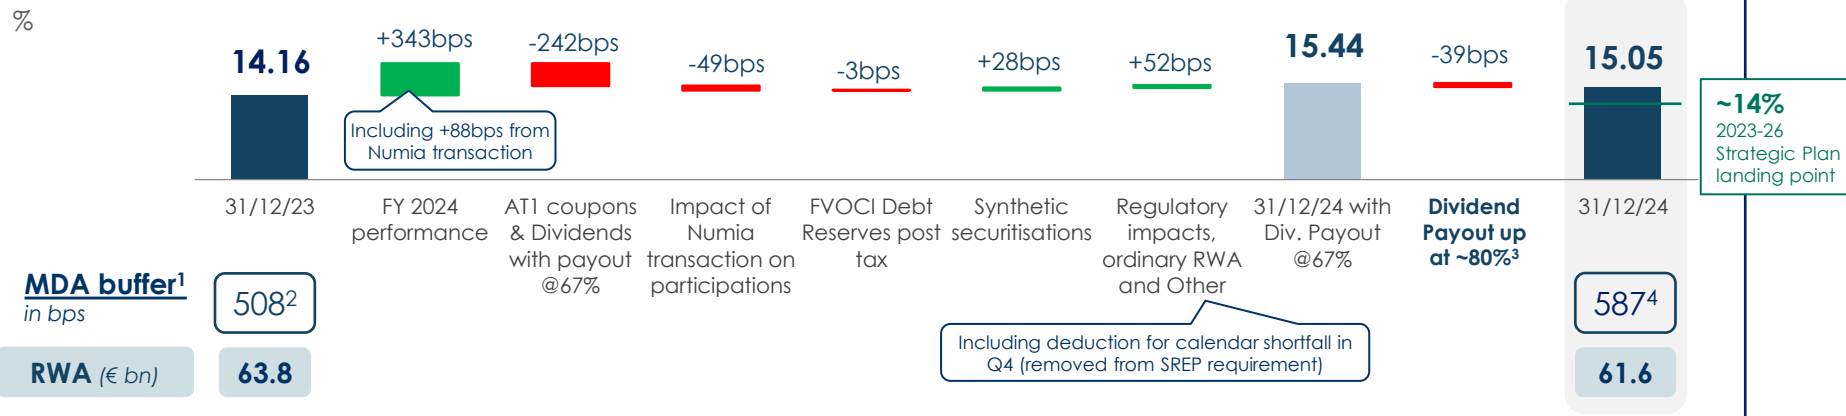 %
14.16
+343bps
-242bps
-49bps
-3bps
+28bps
+52bps
15.44
-39bps
15.05
Including +88bps from
Numia transaction
~14%
2023-26
Strategic Plan
landing point
31/12/23
FY 2024
performance
AT1 coupons
& Dividends
with payout
@67%
Impact of
Numia
transaction on
participations
FVOCI Debt
Reserves post
tax
Synthetic
securitisations
Regulatory
impacts,
ordinary RWA
and Other
31/12/24 with
Div. Payout
@67%
Dividend
Payout up
at ~80%³
31/12/24
Including deduction for calendar shortfall in
Q4 (removed from SREP requirement)
MDA buffer¹
in bps
508²
587⁴
RWA (€ bn)
63.8
61.6